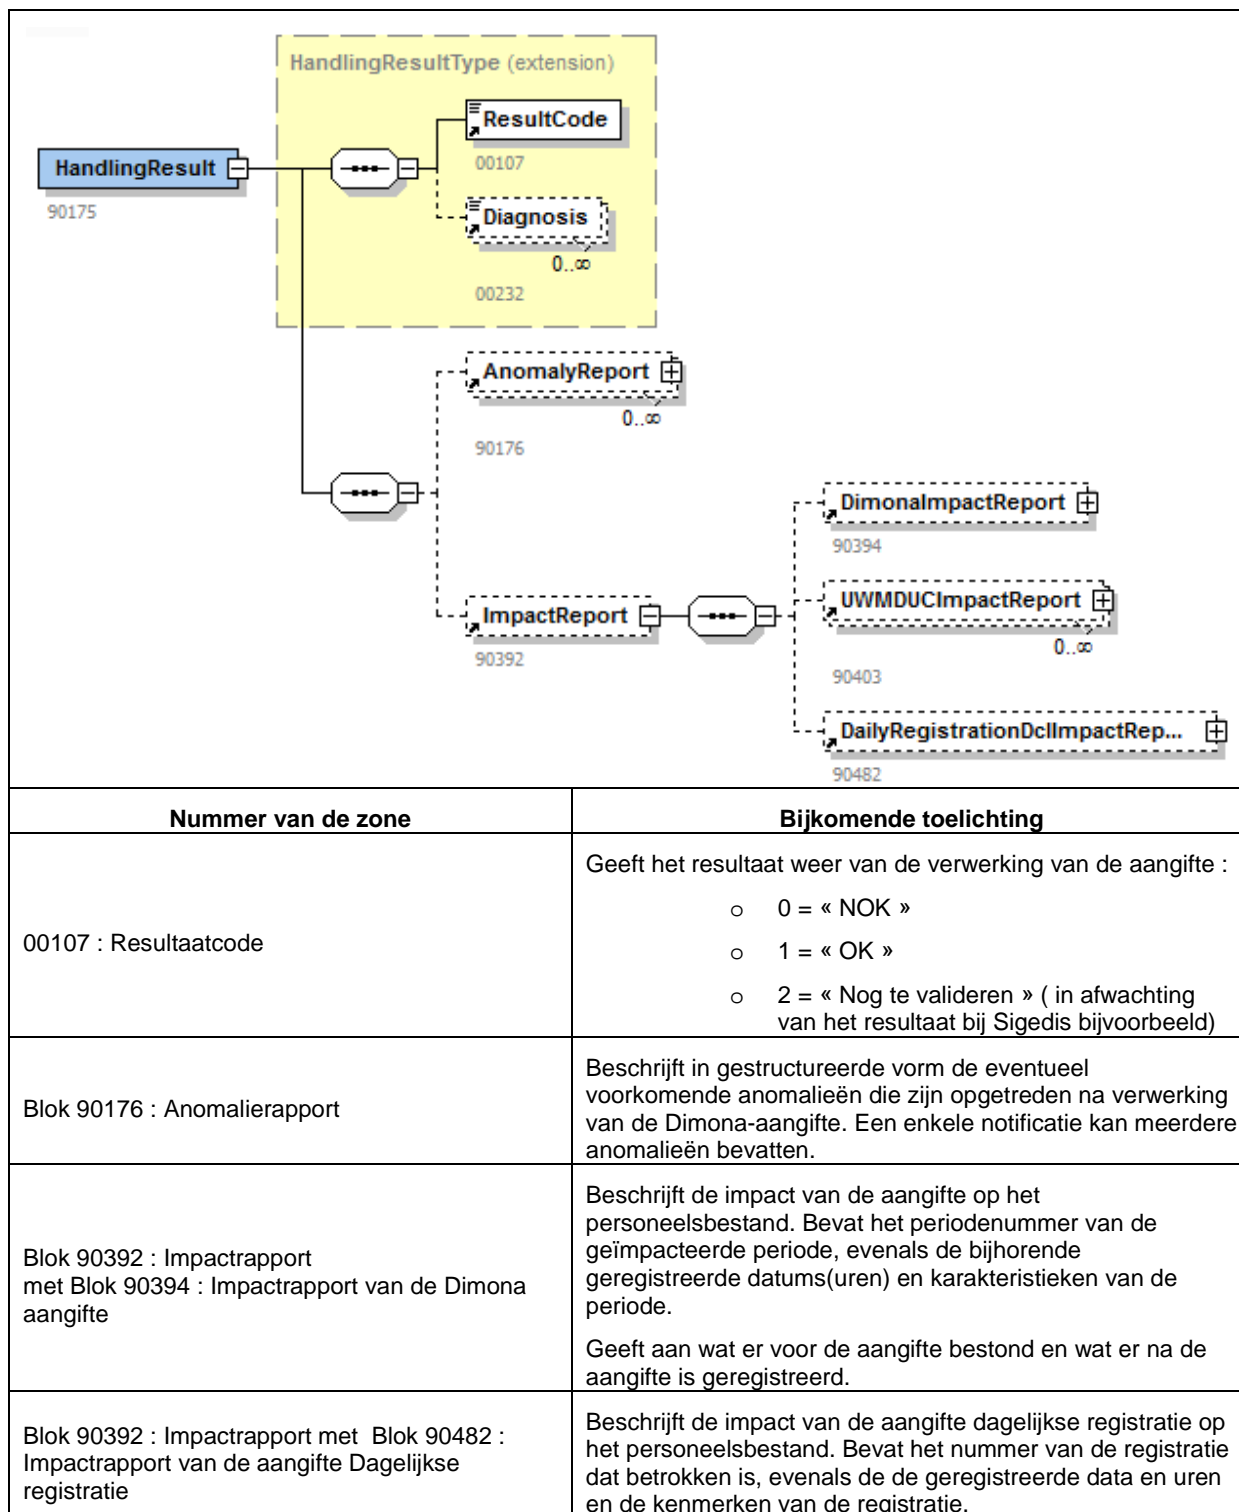 HandlingResultType (extension)
ResultCode
00107
HandlingResult
90175
Diagnosis
0..∞
00232
AnomalyReport
0..∞
90176
DimonaImpactReport
90394
ImpactReport
90392
UWMDUCImpactReport
0..∞
90403
DailyRegistrationDclImpactRep...
90482
Nummer van de zone
Bijkomende toelichting
00107 : Resultaatcode
Geeft het resultaat weer van de verwerking van de aangifte :
o 0 = « NOK »
o 1 = « OK »
o 2 = « Nog te valideren » ( in afwachting
van het resultaat bij Sigedis bijvoorbeeld)
Blok 90176 : Anomalierapport
Beschrijft in gestructureerde vorm de eventueel
voorkomende anomalieën die zijn opgetreden na verwerking
van de Dimona-aangifte. Een enkele notificatie kan meerdere
anomalieën bevatten.
Blok 90392 : Impactrapport
met Blok 90394 : Impactrapport van de Dimona
aangifte
Beschrijft de impact van de aangifte op het
personeelsbestand. Bevat het periodenummer van de
geïmpacteerde periode, evenals de bijhorende
geregistreerde datums(uren) en karakteristieken van de
periode.
Geeft aan wat er voor de aangifte bestond en wat er na de
aangifte is geregistreerd.
Blok 90392 : Impactrapport met Blok 90482 :
Impactrapport van de aangifte Dagelijkse
registratie
Beschrijft de impact van de aangifte dagelijkse registratie op
het personeelsbestand. Bevat het nummer van de registratie
dat betrokken is, evenals de de geregistreerde data en uren
en de kenmerken van de registratie.